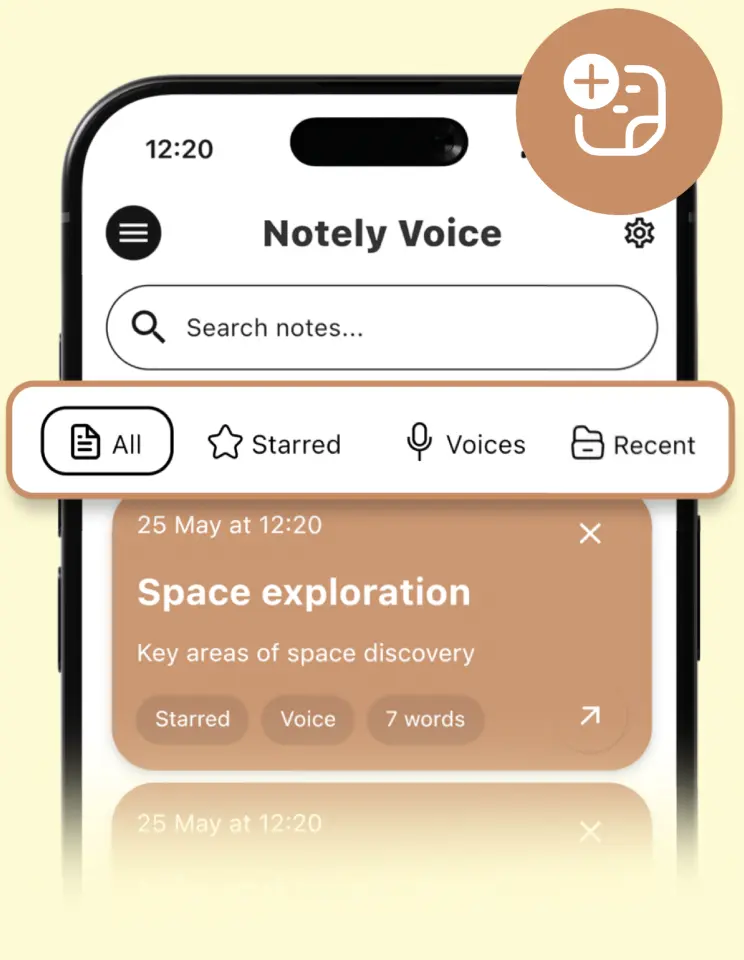 12:20
Notely Voice
Search notes...
All Starred Voices Recent
25 May at 12:20
Space exploration
Key areas of space discovery
Starred Voice 7 words
25 May at 12:20